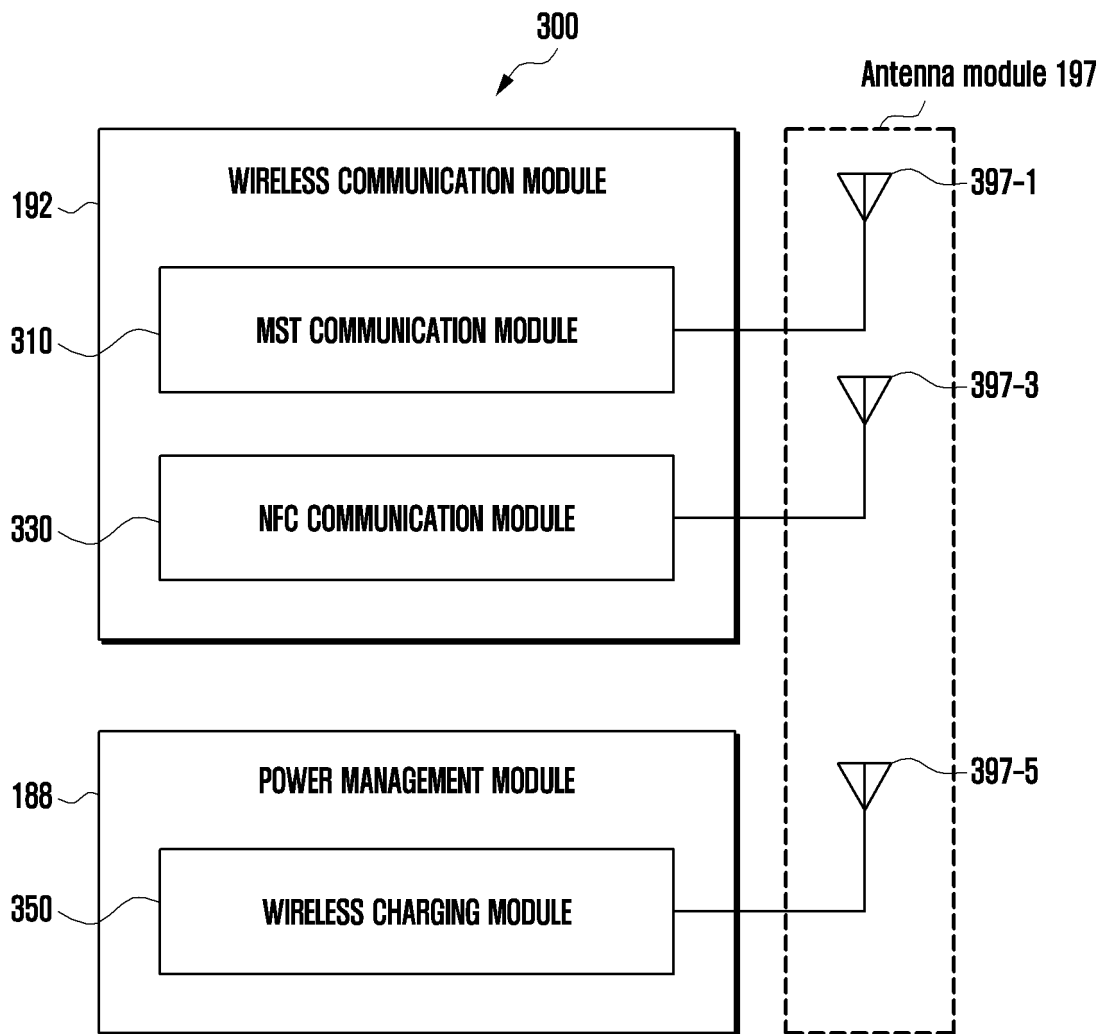 300
Antenna module 197
WIRELESS COMMUNICATION MODULE
397-1
192
MST COMMUNICATION MODULE
310
397-3
NFC COMMUNICATION MODULE
330
POWER MANAGEMENT MODULE
397-5
188
WIRELESS CHARGING MODULE
350